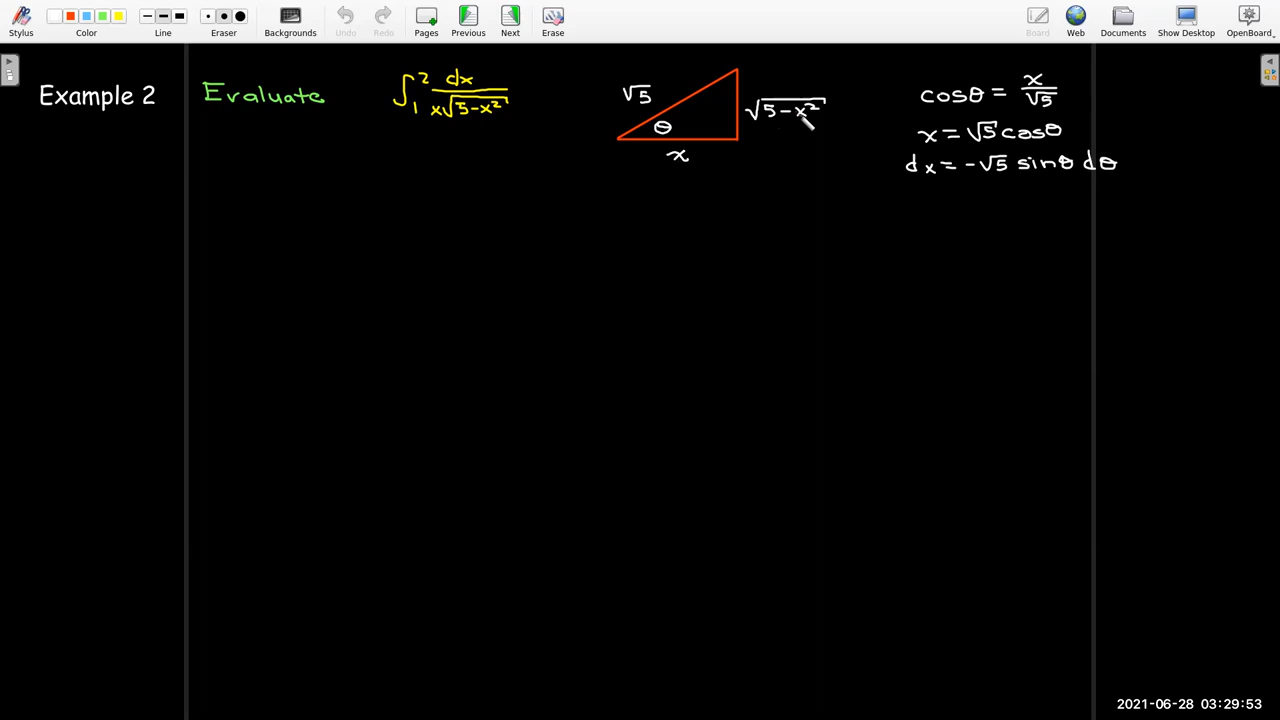 Stylus Color Line Eraser Backgrounds Undo Redo Pages Previous Next Erase Board Web Documents Show Desktop OpenBoard
Example 2 Evaluate ∫₁² dx/(x√(5-x²))
√5
θ
x
√(5-x²)
cosθ = x/√5
x = √5 cosθ
dx = -√5 sinθ dθ
2021-06-28 03:29:53